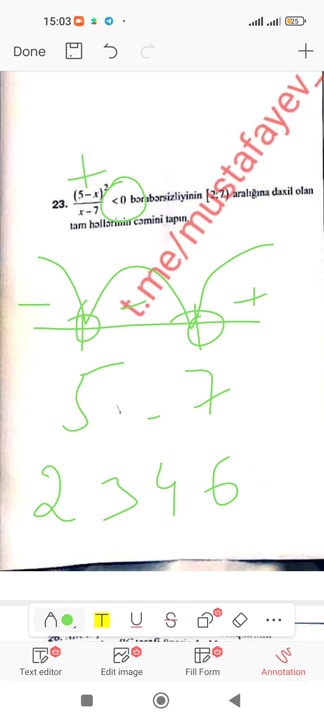 15:03
25
Done
+
23. (5-x)² / x-7 < 0 bərabərsizliyinin [2;7) aralığına daxil olan
tam həllərinin cəmini tapın.
t.me/mustafayev_
- - +
5 - 7
2 3 4 6
A T U S
Text editor Edit image Fill Form Annotation